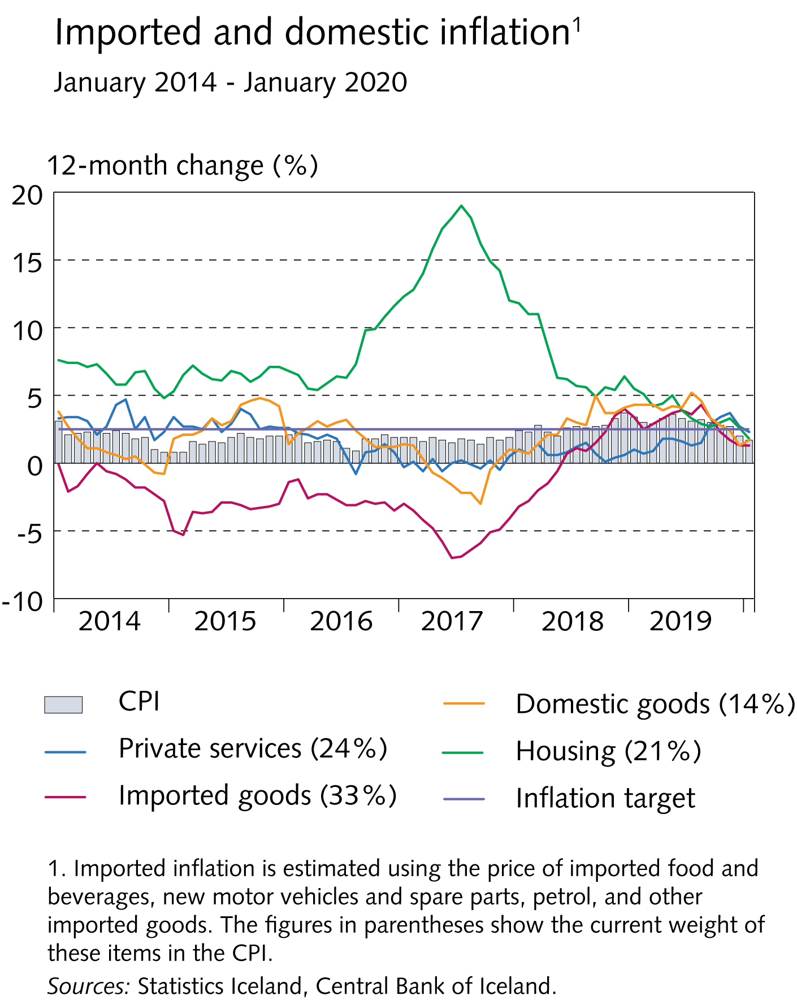 Imported and domestic inflation¹
January 2014 - January 2020
12-month change (%)
20
15
10
5
0
-5
-10
2014 2015 2016 2017 2018 2019
CPI
Private services (24%)
Imported goods (33%)
Domestic goods (14%)
Housing (21%)
Inflation target
1. Imported inflation is estimated using the price of imported food and
beverages, new motor vehicles and spare parts, petrol, and other
imported goods. The figures in parentheses show the current weight of
these items in the CPI.
Sources: Statistics Iceland, Central Bank of Iceland.